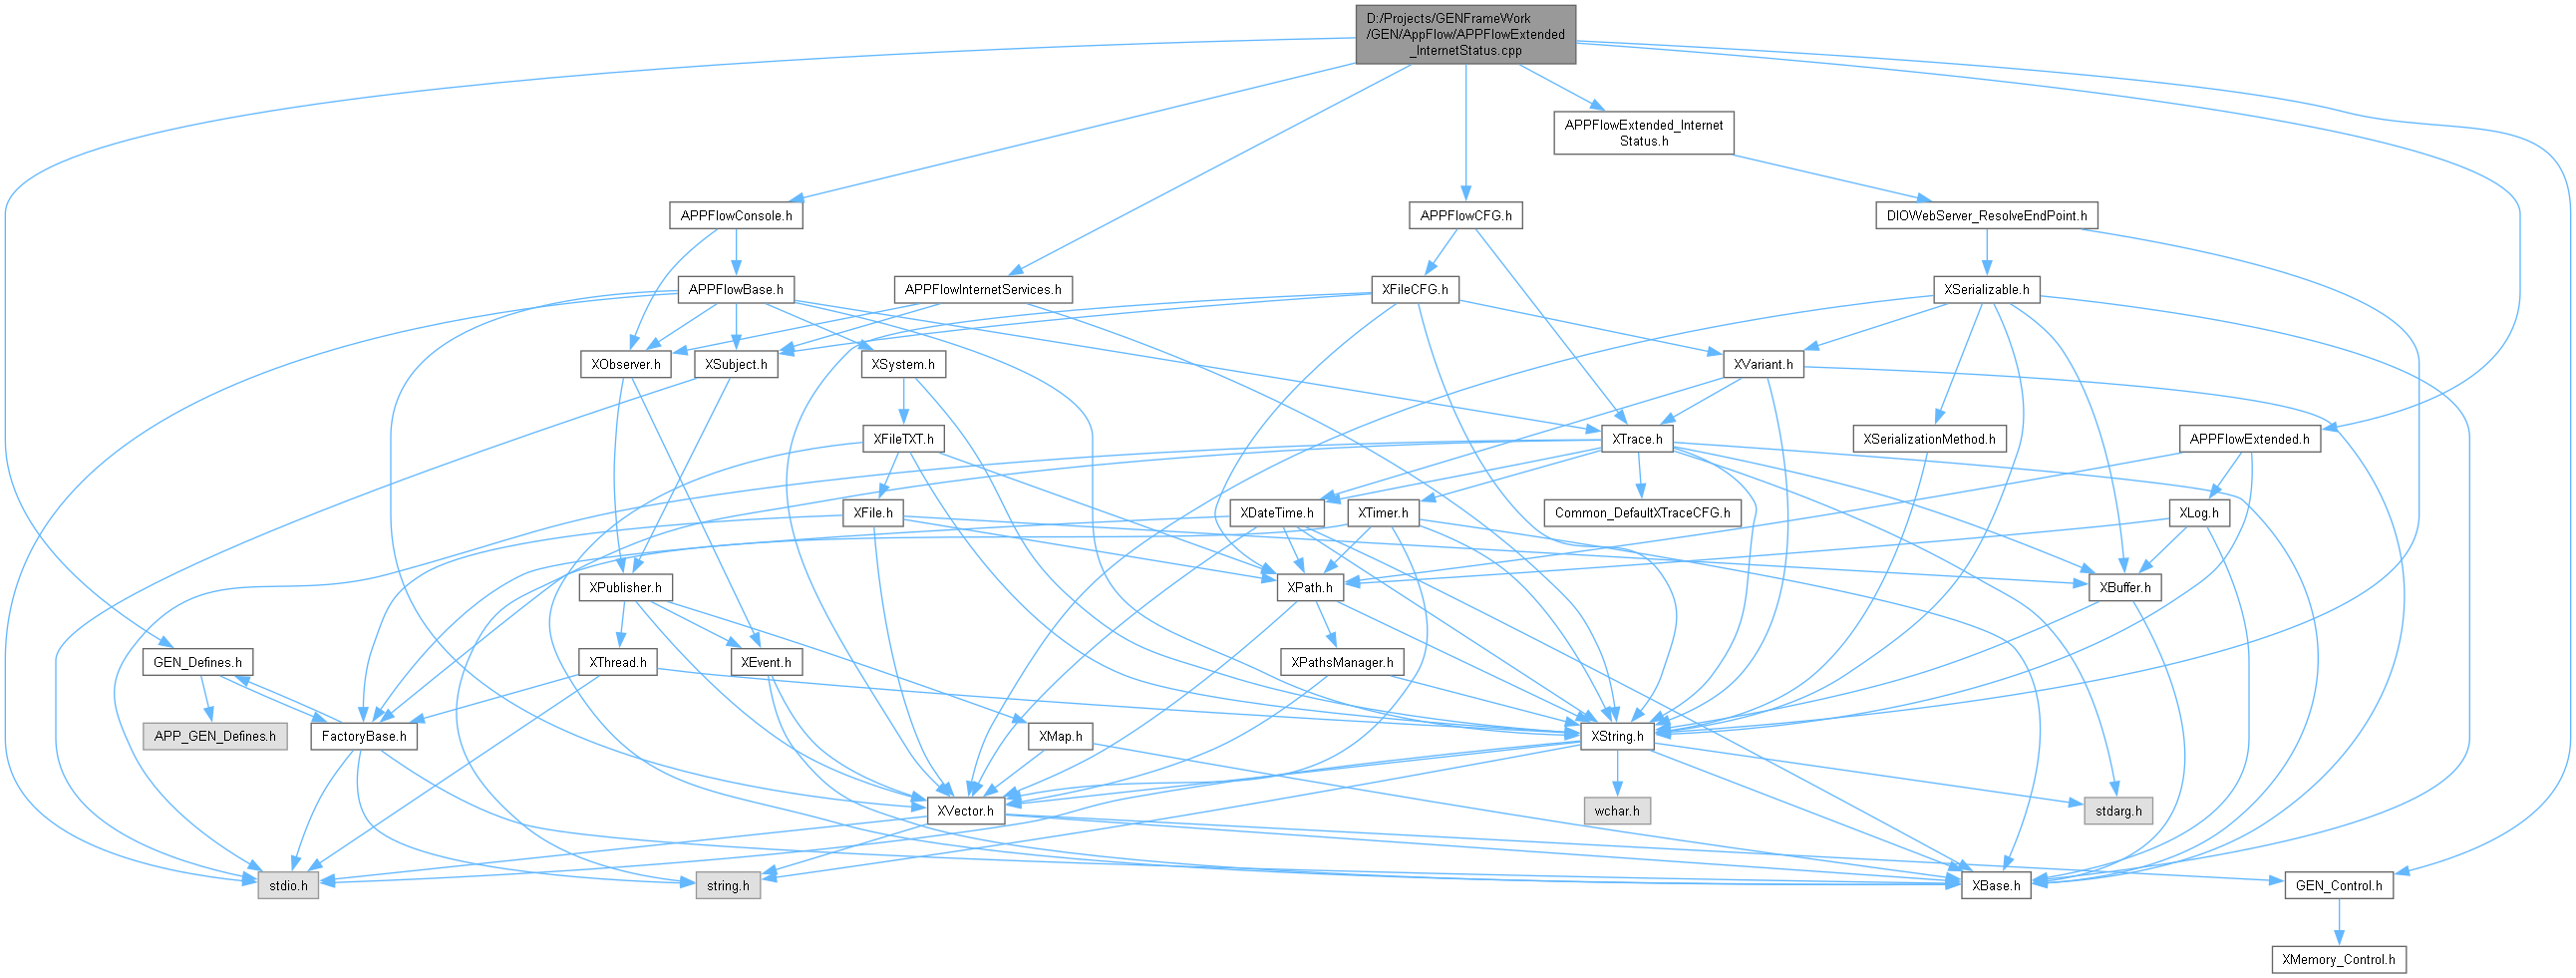 D:/Projects/GENFrameWork
/GEN/AppFlow/APPFlowExtended
_InternetStatus.cpp
APPFlowExtended_Internet
Status.h
APPFlowConsole.h
APPFlowCFG.h
DIOWebServer_ResolveEndPoint.h
APPFlowBase.h
APPFlowInternetServices.h
XFileCFG.h
XSerializable.h
XObserver.h
XSubject.h
XSystem.h
XVariant.h
XFileTXT.h
XTrace.h
XSerializationMethod.h
APPFlowExtended.h
XFile.h
XDateTime.h
XTimer.h
Common_DefaultXTraceCFG.h
XLog.h
XPublisher.h
XPath.h
XBuffer.h
GEN_Defines.h
XThread.h
XEvent.h
XPathsManager.h
APP_GEN_Defines.h
FactoryBase.h
XMap.h
XString.h
XVector.h
wchar.h
stdarg.h
stdio.h
string.h
XBase.h
GEN_Control.h
XMemory_Control.h